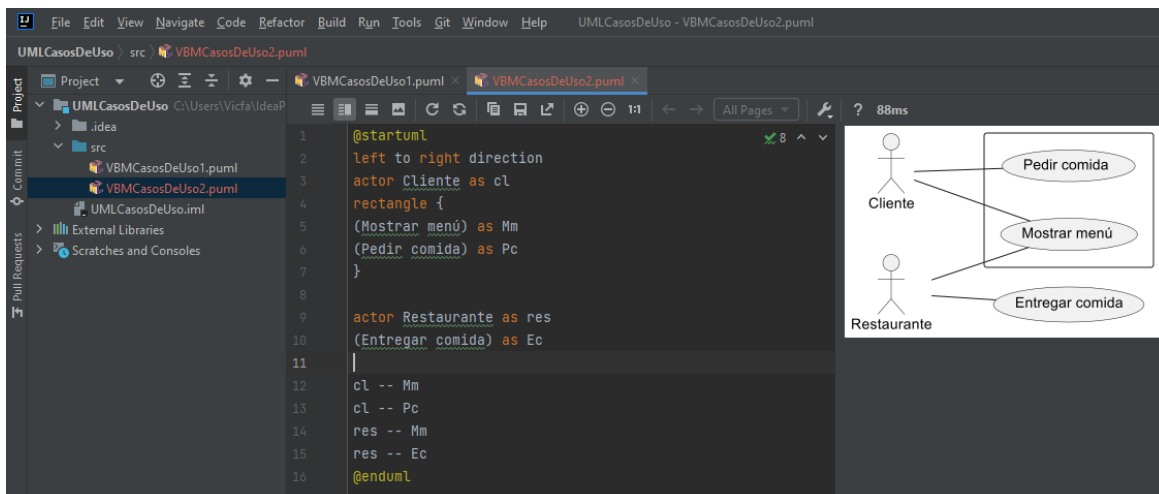 File Edit View Navigate Code Refactor Build Run Tools Git Window Help UMLCasosDeUso - VBMCasosDeUso2.puml
UMLCasosDeUso 〉 src 〉 VBMCasosDeUso2.puml
Project
VBMCasosDeUso1.puml ×
VBMCasosDeUso2.puml ×
Project
UMLCasosDeUso C:\Users\Vicfa\IdeaP
.idea
src
VBMCasosDeUso1.puml
VBMCasosDeUso2.puml
UMLCasosDeUso.iml
External Libraries
Scratches and Consoles
Commit
Pull Requests
1:1
All Pages
? 88ms
8
1 @startuml
2 left to right direction
3 actor Cliente as cl
4 rectangle {
5 (Mostrar menú) as Mm
6 (Pedir comida) as Pc
7 }
8
9 actor Restaurante as res
10 (Entregar comida) as Ec
11
12 cl -- Mm
13 cl -- Pc
14 res -- Mm
15 res -- Ec
16 @enduml
Pedir comida
Cliente
Mostrar menú
Entregar comida
Restaurante